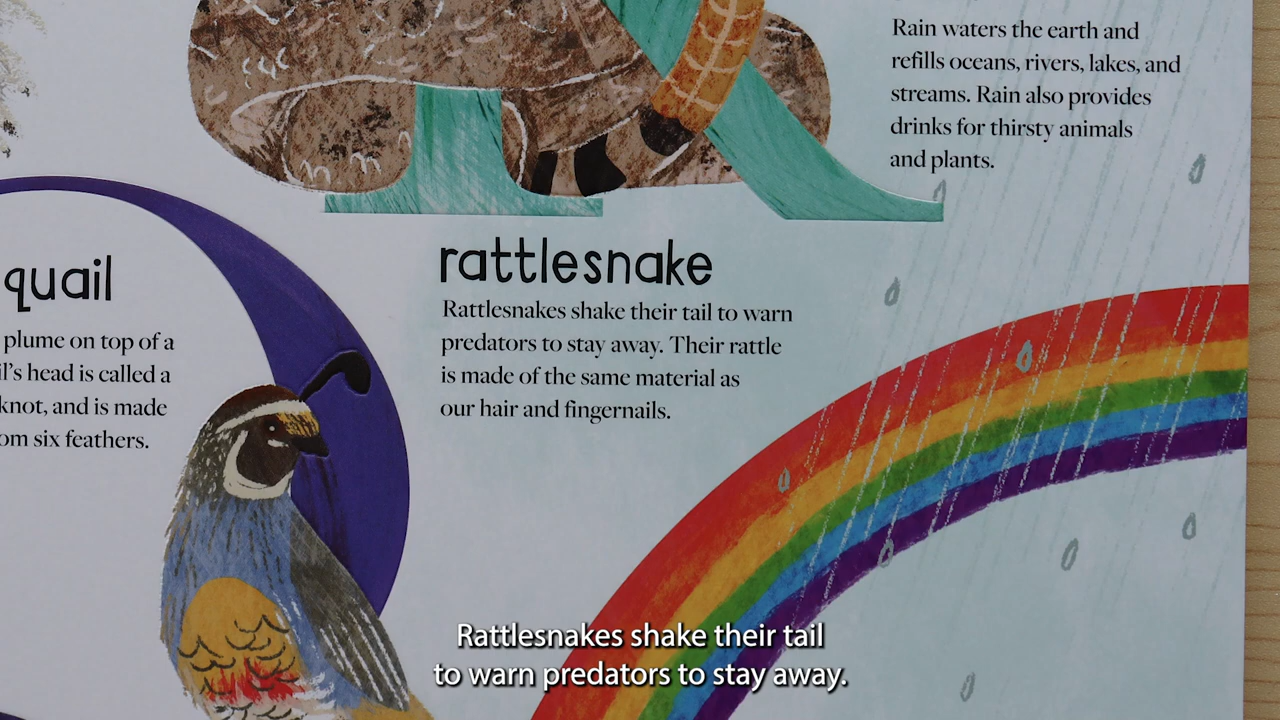 Rain waters the earth and
refills oceans, rivers, lakes, and
streams. Rain also provides
drinks for thirsty animals
and plants.
quail
plume on top of a
head is called a
knot, and is made
six feathers.
rattlesnake
Rattlesnakes shake their tail to warn
predators to stay away. Their rattle
is made of the same material as
our hair and fingernails.
Rattlesnakes shake their tail
to warn predators to stay away.